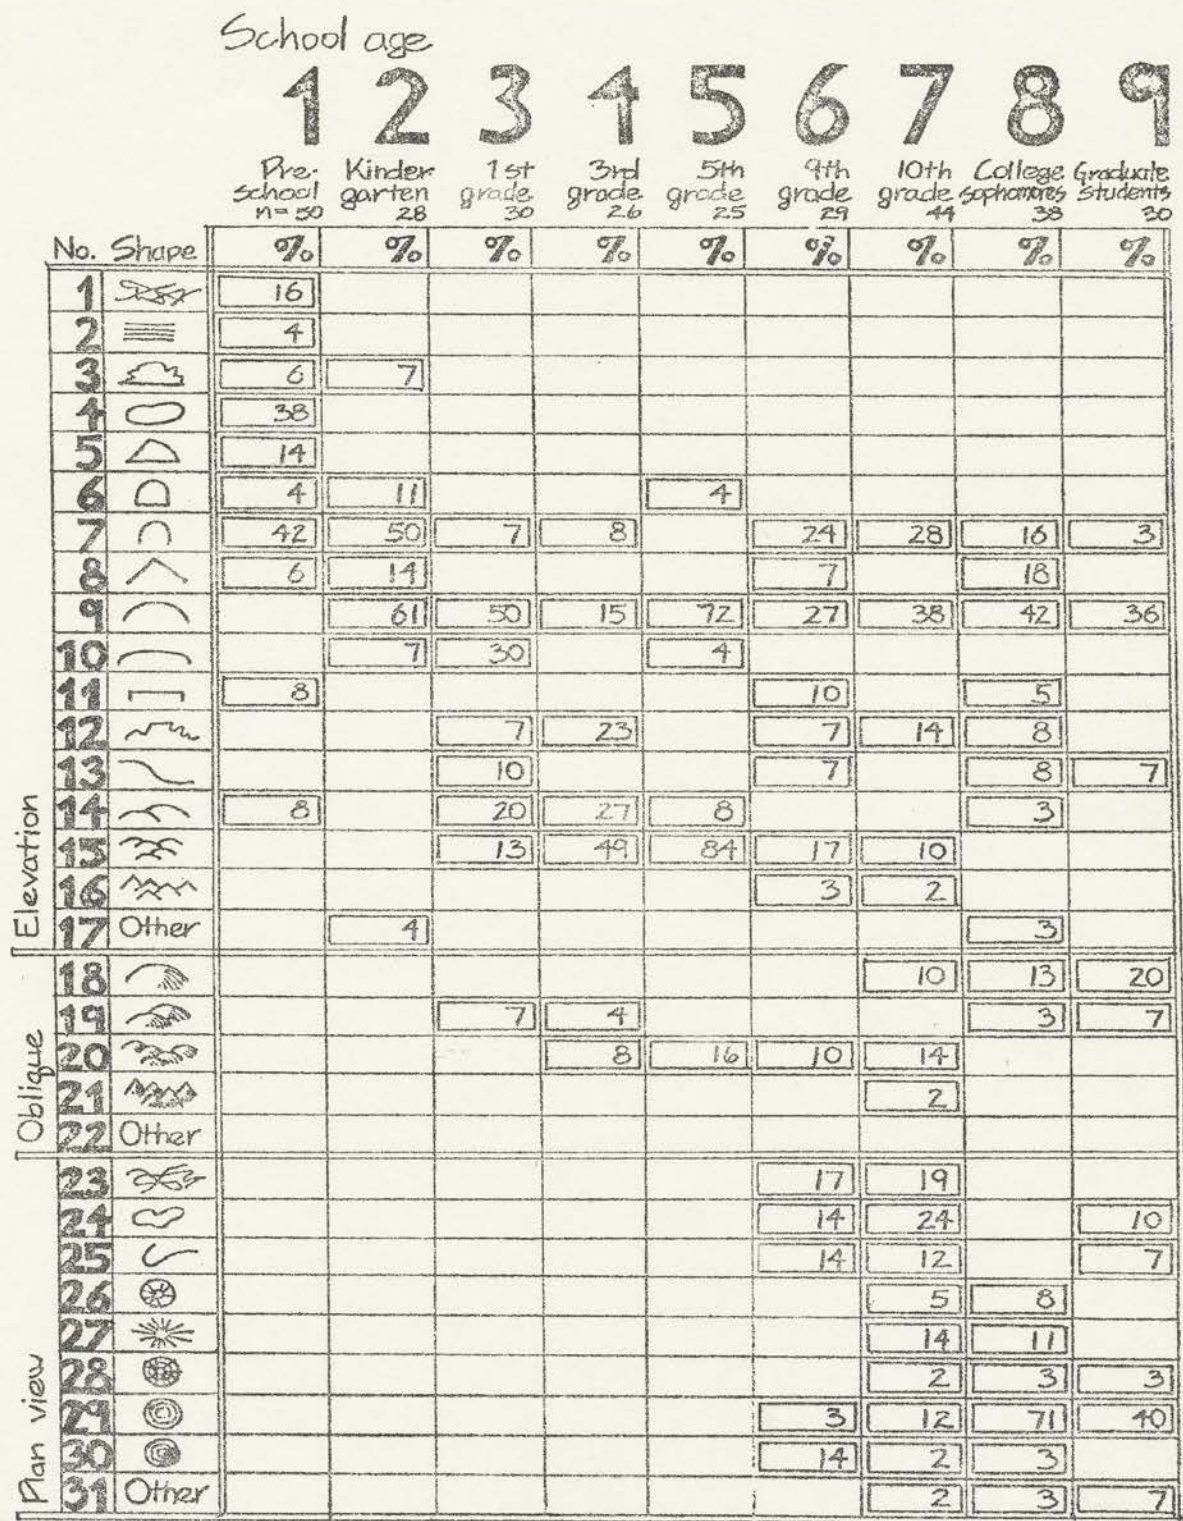 School age
1 2 3 4 5 6 7 8 9
Pre- Kinder 1st 3rd 5th 9th 10th College Graduate
school garten grade grade grade grade grade sophomores students
n=50 28 30 26 25 29 44 38 30
No. Shape % % % % % % % % %
Elevation
1 16
2 4
3 6 7
4 38
5 14
6 4 11 4
7 42 50 7 8 24 28 16 3
8 6 14 7 18
9 61 50 15 72 27 38 42 36
10 7 30 4
11 8 10 5
12 7 23 7 14 8
13 10 7 8 7
14 8 20 27 8 3
15 13 49 84 17 10
16 3 2
17 Other 4 3
Oblique
18 10 13 20
19 7 4 3 7
20 8 16 10 14
21 2
22 Other
Plan view
23 17 19
24 14 24 10
25 14 12 7
26 5 8
27 14 11
28 2 3 3
29 3 12 71 40
30 14 2 3
31 Other 2 3 7